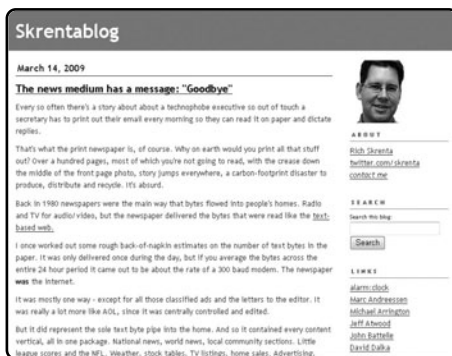 Skrentablog
March 14, 2009
The news medium has a message: "Goodbye"
Every so often there's a story about about a technophobe executive so out of touch a
secretary has to print out their email every morning so they can read it on paper and dictate
replies.
That's what the print newspaper is, of course. Why on earth would you print all that stuff
out? Over a hundred pages, most of which you're not going to read, with the crease down
the middle of the front page photo, story jumps everywhere, a carbon-footprint disaster to
produce, distribute and recycle. It's absurd.
Back in 1980 newspapers were the main way that bytes flowed into people's homes. Radio
and TV for audio/video, but the newspaper delivered the bytes that were read like the text-
based web.
I once worked out some rough back-of-napkin estimates on the number of text bytes in the
paper. It was only delivered once during the day, but if you average the bytes across the
entire 24 hour period it came out to be about the rate of a 300 baud modem. The newspaper
was the internet.
It was mostly one way - except for all those classified ads and the letters to the editor. It
was really a lot more like AOL, since it was centrally controlled and edited.
But it did represent the sole text byte pipe into the home. And so it contained every content
vertical, all in one package. National news, world news, local community sections. Little
league scores and the NFL. Weather, stock tables, TV listings, home sales. Advertising.
ABOUT
Rich Skrenta
twitter.com/skrenta
contact me
SEARCH
Search this blog:
Search
LINKS
alarm:clock
Marc Andreessen
Michael Arrington
Jeff Atwood
John Battelle
David Dalka